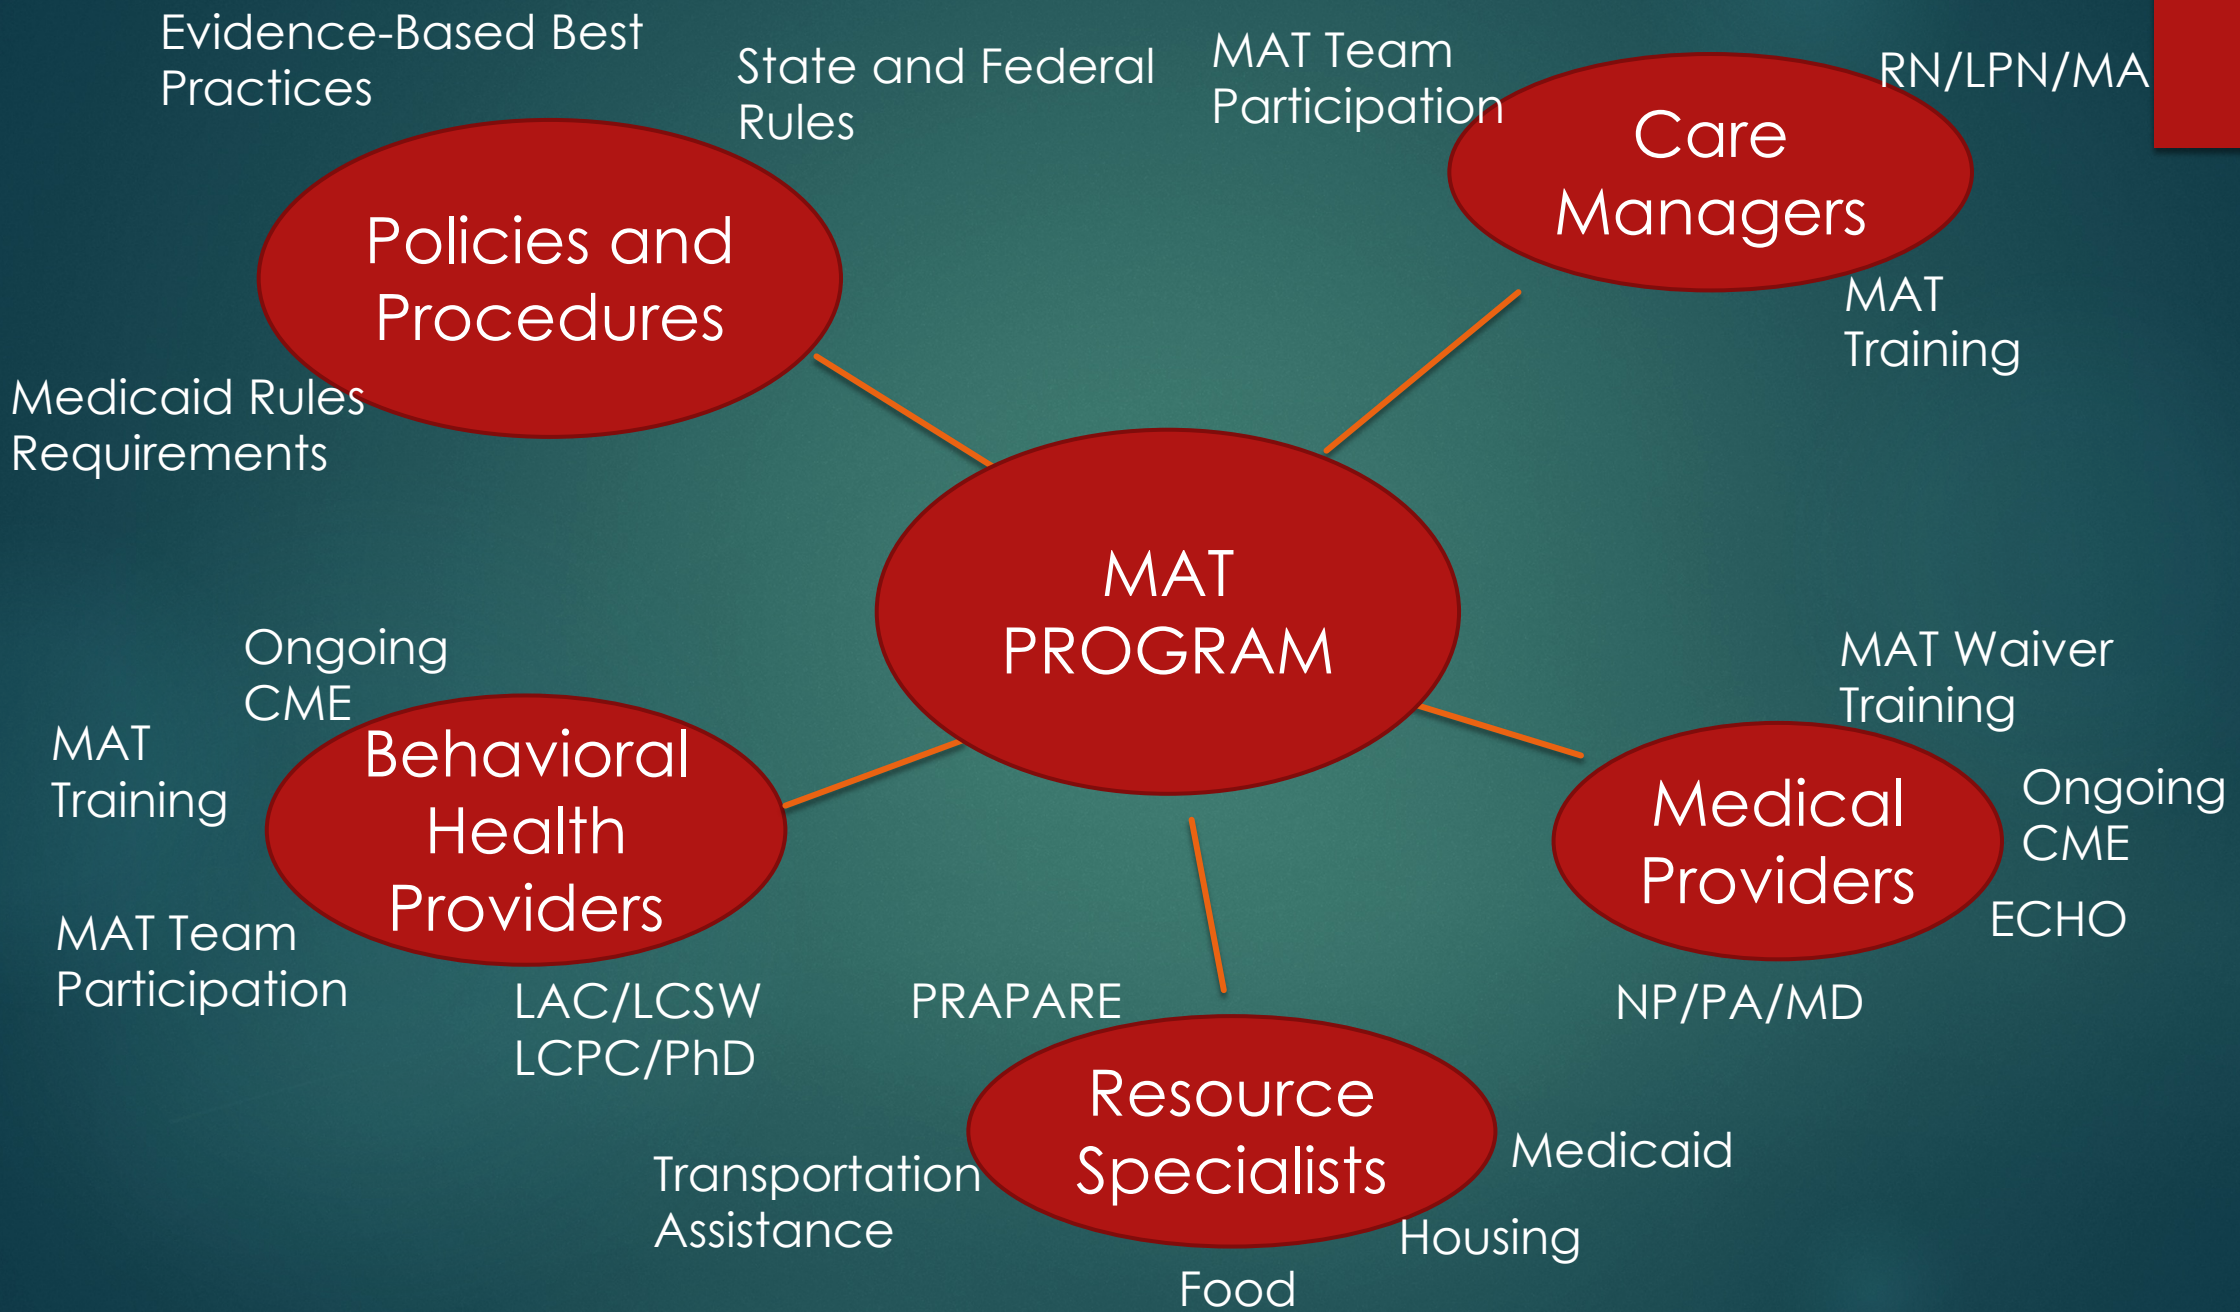 Evidence-Based Best
Practices
State and Federal
Rules
MAT Team
Participation
RN/LPN/MA
Care
Managers
MAT
Training
Policies and
Procedures
Medicaid Rules
Requirements
MAT
PROGRAM
Ongoing
CME
MAT
Training
Behavioral
Health
Providers
MAT Team
Participation
LAC/LCSW
LCPC/PhD
MAT Waiver
Training
Medical
Providers
Ongoing
CME
ECHO
NP/PA/MD
PRAPARE
Resource
Specialists
Transportation
Assistance
Medicaid
Housing
Food